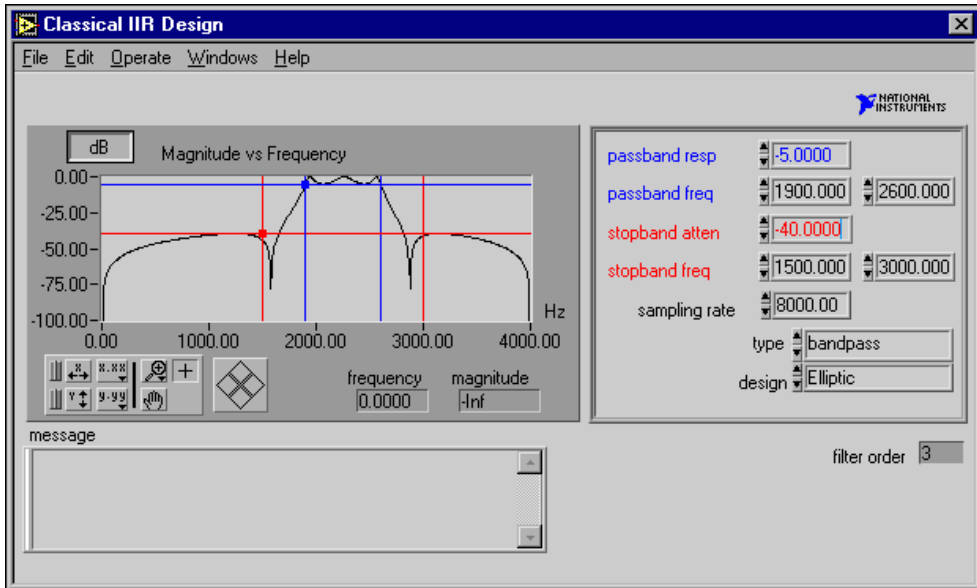 Classical IIR Design
File Edit Operate Windows Help
NATIONAL
INSTRUMENTS
dB
Magnitude vs Frequency
0.00
-25.00
-50.00
-75.00
-100.00
0.00 1000.00 2000.00 3000.00 4000.00
Hz
X
x.xx
Y
y.yy
frequency magnitude
0.0000 -Inf
passband resp -5.0000
passband freq 1900.000 2600.000
stopband atten -40.0000
stopband freq 1500.000 3000.000
sampling rate 8000.00
type bandpass
design Elliptic
message
filter order 3